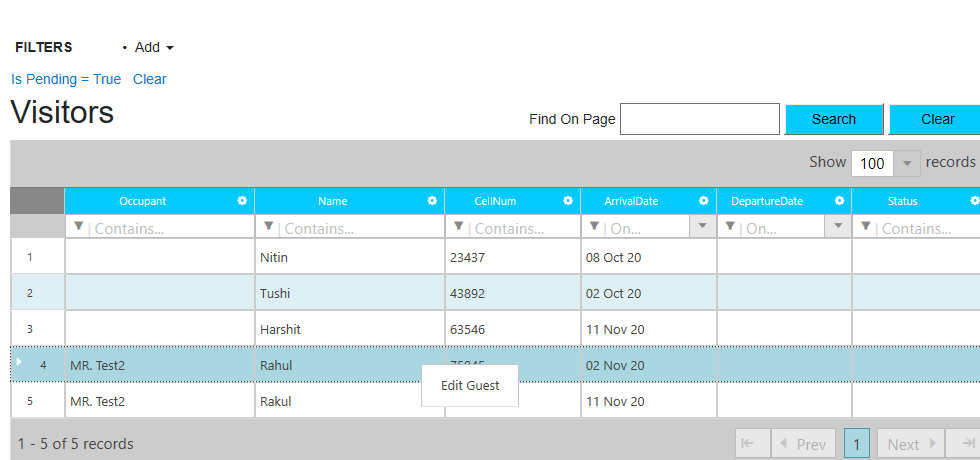 FILTERS • Add
Is Pending = True Clear
Visitors
Find On Page Search Clear
Show 100 records
Occupant Name CellNum ArrivalDate DepartureDate Status
Contains... Contains... Contains... On... On... Contains...
1 Nitin 23437 08 Oct 20
2 Tushi 43892 02 Oct 20
3 Harshit 63546 11 Nov 20
4 MR. Test2 Rahul 02 Nov 20
Edit Guest
5 MR. Test2 Rakul 11 Nov 20
1 - 5 of 5 records Prev 1 Next